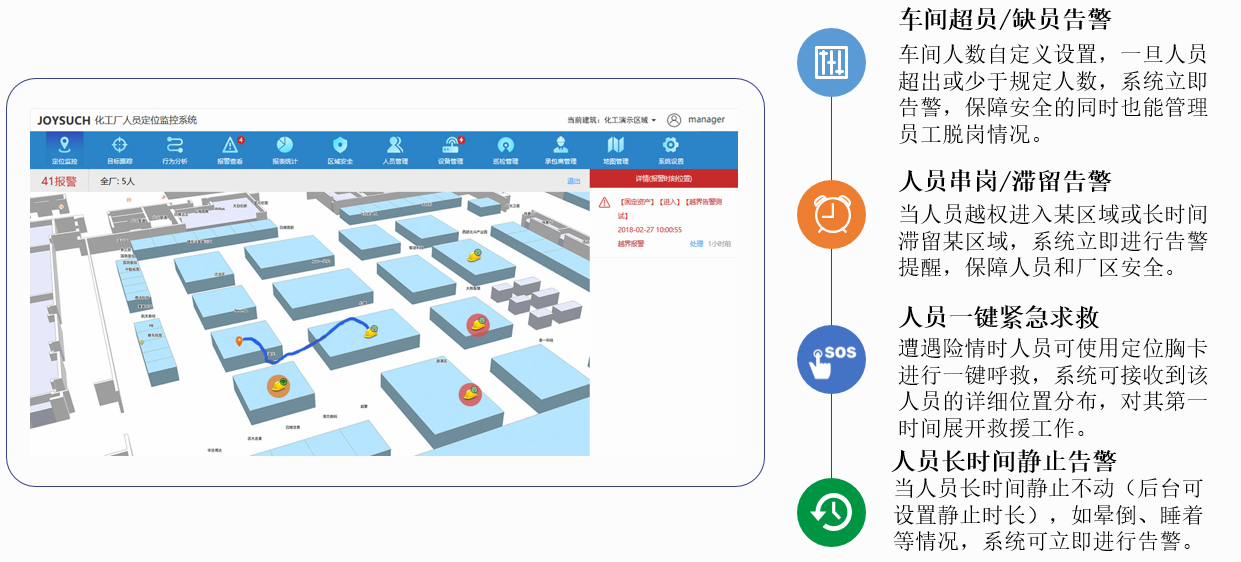 JOYSUCH 化工厂人员定位监控系统
当前建筑：化工演示区域
manager
定位监控
目标跟踪
行为分析
报警查看
4
报表统计
区域安全
人员管理
设备管理
巡检管理
承包商管理
地图管理
系统设置
41报警
全厂: 5人
退出
详情(报警时刻位置)
【固定资产】【进入】【越界告警测
试】
2018-02-27 10:00:55
越界报警
处理 1小时前
车间超员/缺员告警
车间人数自定义设置，一旦人员
超出或少于规定人数，系统立即
告警，保障安全的同时也能管理
员工脱岗情况。
人员串岗/滞留告警
当人员越权进入某区域或长时间
滞留某区域，系统立即进行告警
提醒，保障人员和厂区安全。
SOS
人员一键紧急求救
遭遇险情时人员可使用定位胸卡
进行一键呼救，系统可接收到该
人员的详细位置分布，对其第一
时间展开救援工作。
人员长时间静止告警
当人员长时间静止不动（后台可
设置静止时长），如晕倒、睡着
等情况，系统可立即进行告警。